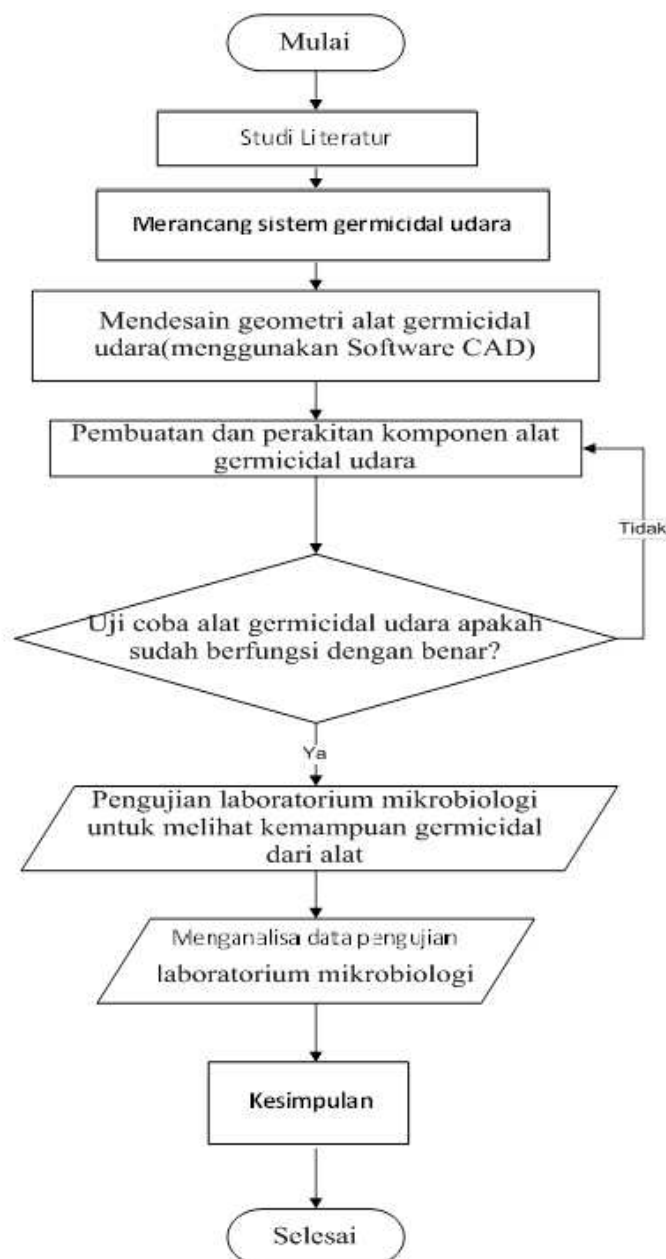 Mulai
Studi Literatur
Merancang sistem germicidal udara
Mendesain geometri alat germicidal
udara(menggunakan Software CAD)
Pembuatan dan perakitan komponen alat
germicidal udara
Tidak
Uji coba alat germicidal udara apakah
sudah berfungsi dengan benar?
Ya
Pengujian laboratorium mikrobiologi
untuk melihat kemampuan germicidal
dari alat
Menganalisa data pengujian
laboratorium mikrobiologi
Kesimpulan
Selesai